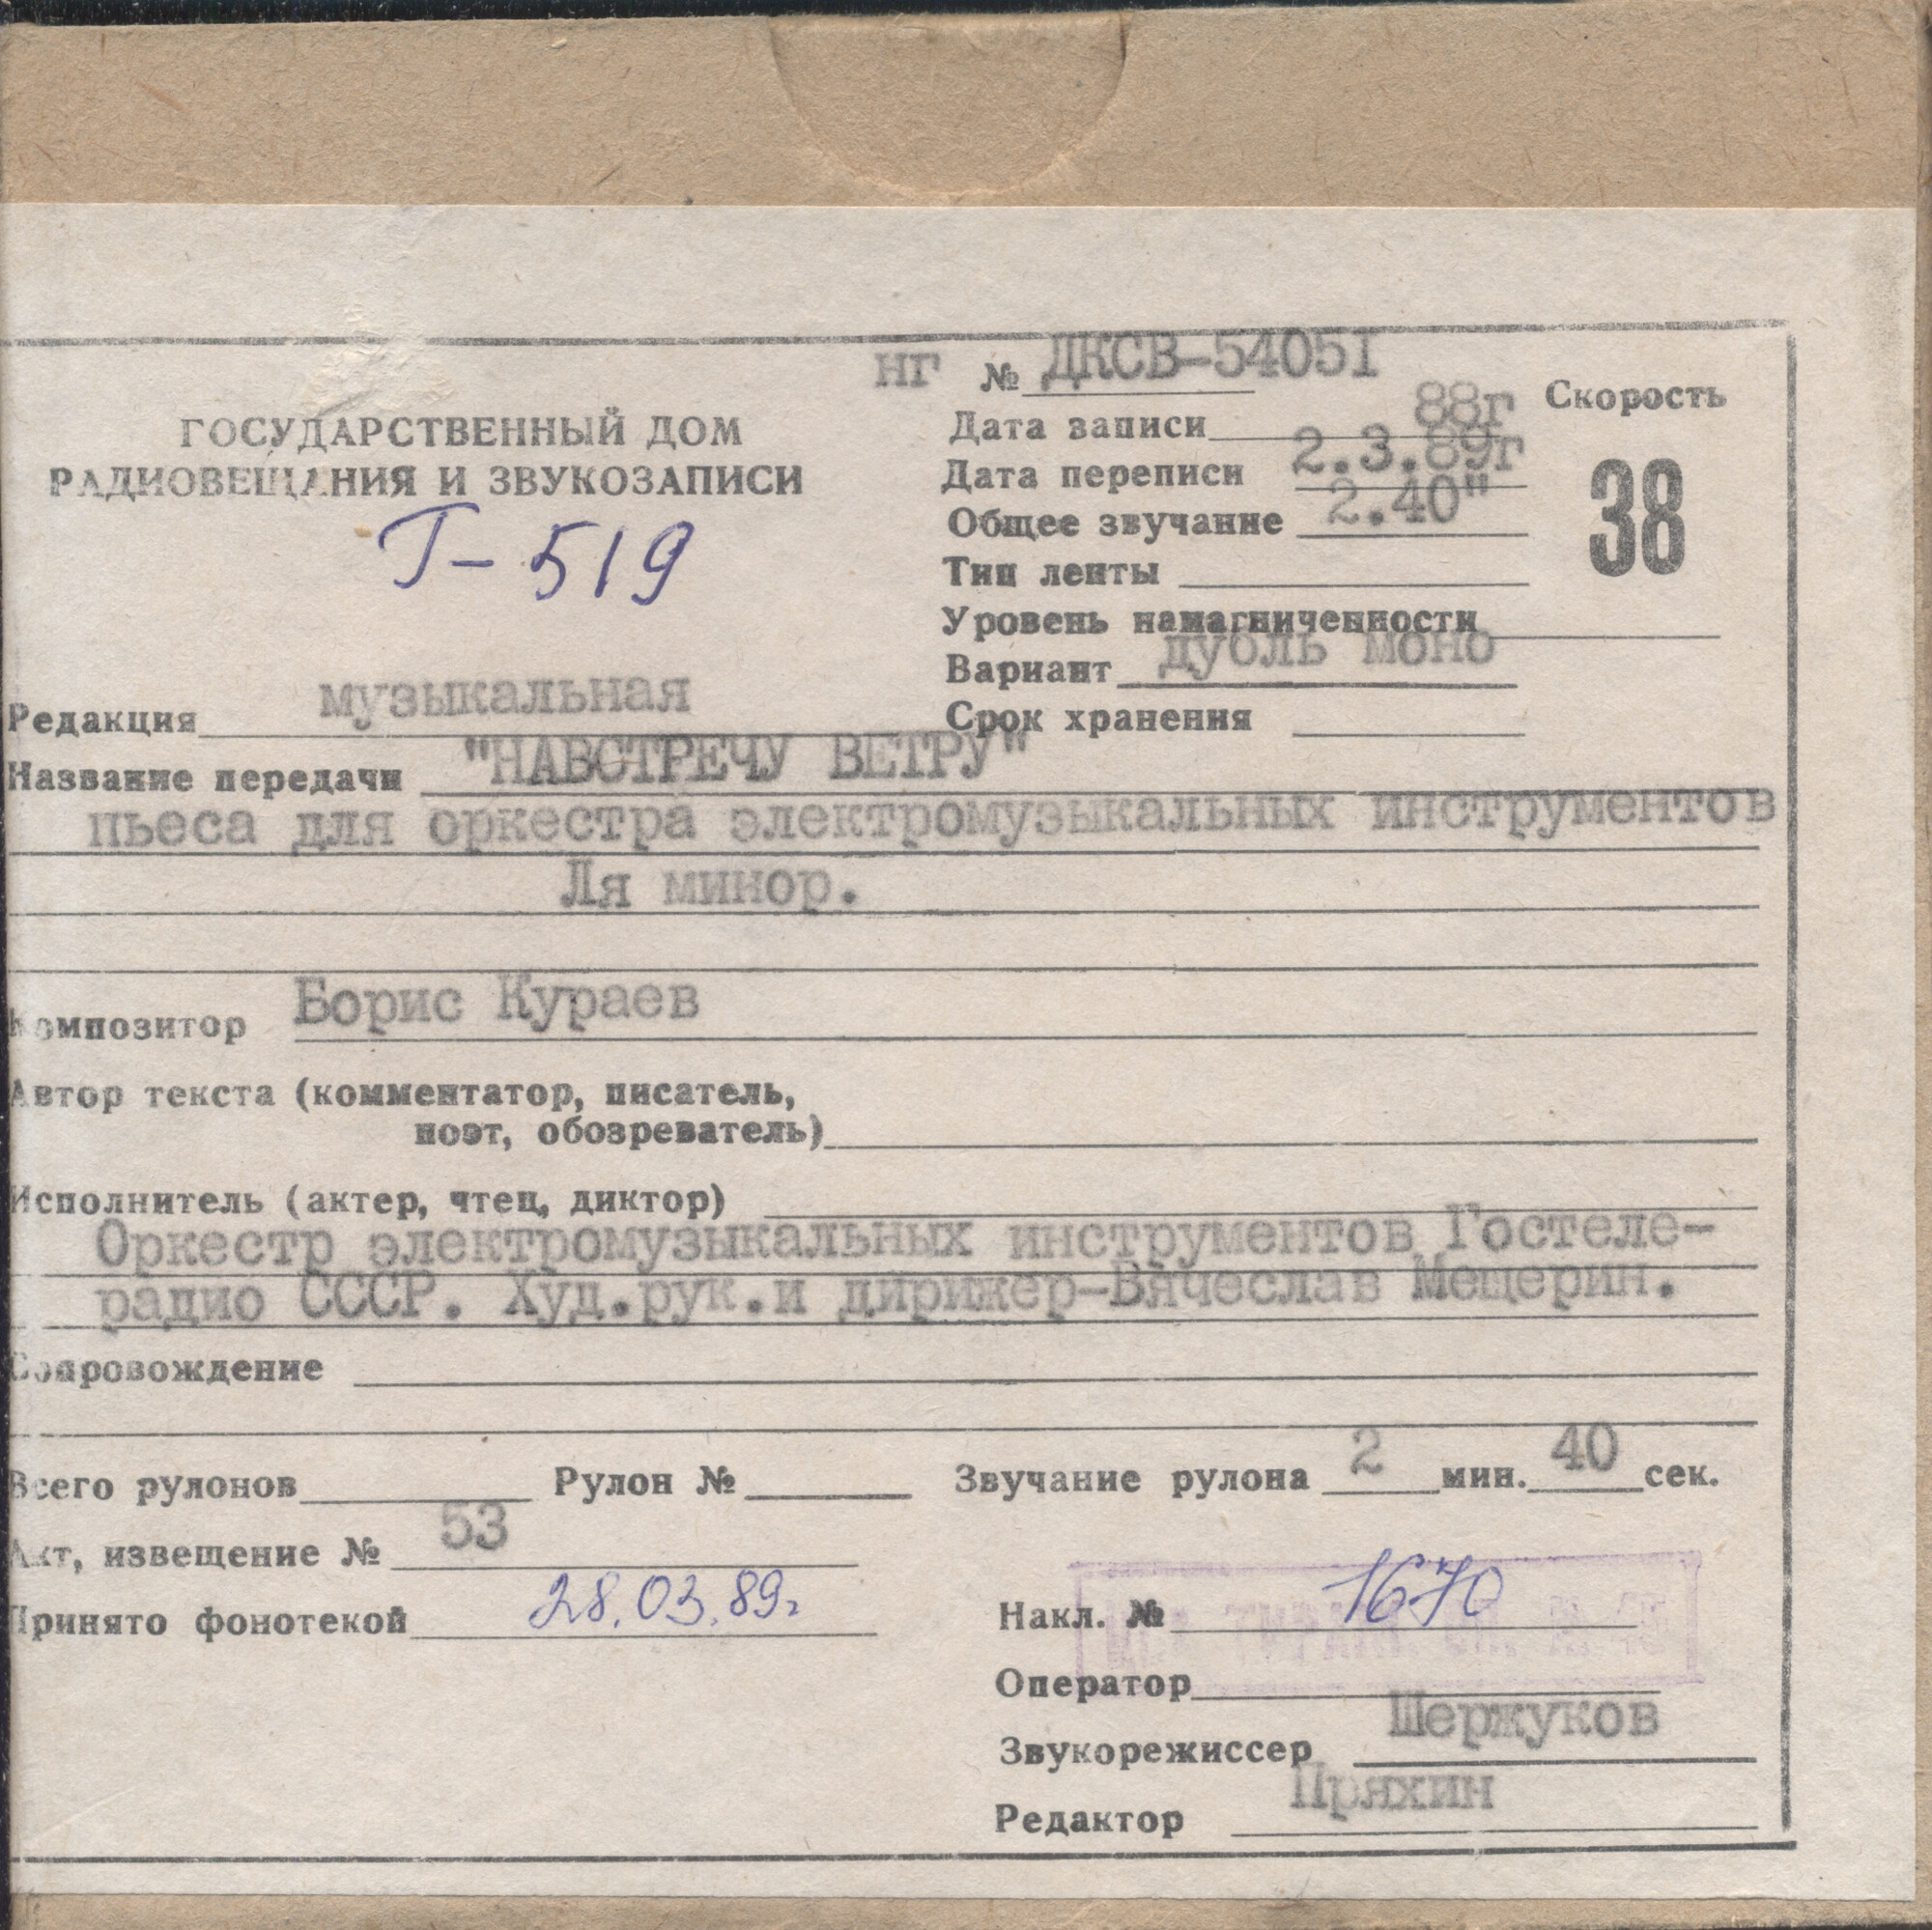 нг № ДКСВ-54051
Скорость
38
Дата записи 88г
Дата переписи 2.3.89г
Общее звучание 2.40"
Тип ленты
Уровень намагниченности
Вариант дубль моно
Срок хранения
ГОСУДАРСТВЕННЫЙ ДОМ
РАДИОВЕЩАНИЯ И ЗВУКОЗАПИСИ
Т-519
Редакция музыкальная
Название передачи "НАВСТРЕЧУ ВЕТРУ"
пьеса для оркестра электромузыкальных инструментов
Ля минор.
Композитор Борис Кураев
Автор текста (комментатор, писатель,
поэт, обозреватель)
Исполнитель (актер, чтец, диктор)
Оркестр электромузыкальных инструментов Гостеле-
радио СССР. Худ.рук.и дирижер-Вячеслав Мещерин.
Сопровождение
Всего рулонов Рулон № Звучание рулона 2 мин. 40 сек.
Акт, извещение № 53
Принято фонотекой 28.03.89г
Накл. № 1670
Оператор
Звукорежиссер Шержуков
Редактор Пряхин